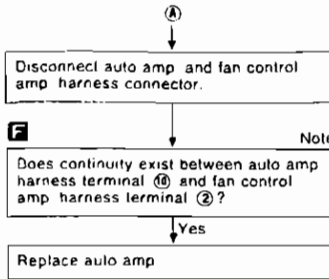 A
Disconnect auto amp and fan control
amp harness connector.
F
Note
Does continuity exist between auto amp
harness terminal 18 and fan control
amp harness terminal 2 ?
Yes
Replace auto amp